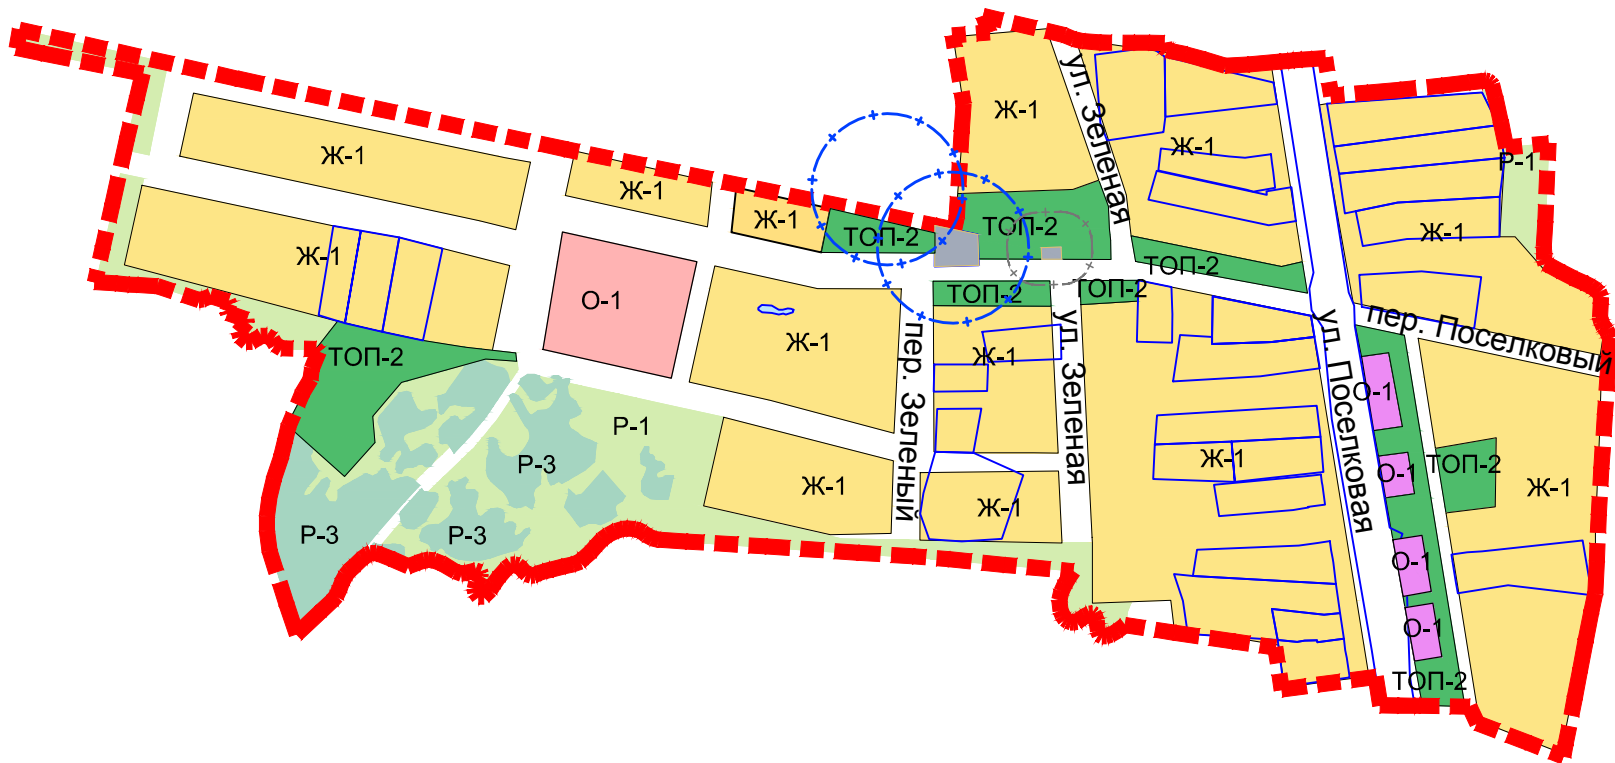 Ж-1
ул. Зеленая
Ж-1
Ж-1
Р-1
Ж-1
Ж-1
Ж-1
ТОП-2
ТОП-2
Ж-1
Ж-1
ТОП-2
ТОП-2
ТОП-2
О-1
пер. Поселковый
ТОП-2
Ж-1
Ж-1
пер. Зеленый
ул. Зеленая
ул. Поселковая
О-1
Р-1
Р-3
Ж-1
Ж-1
О-1
ТОП-2
Ж-1
Р-3
Р-3
Ж-1
О-1
О-1
ТОП-2